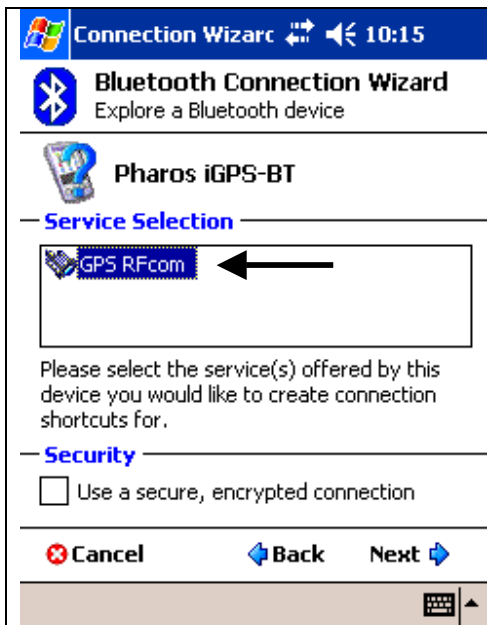 Connection Wizarc 10:15
Bluetooth Connection Wizard
Explore a Bluetooth device
Pharos iGPS-BT
Service Selection
GPS RFcom
Please select the service(s) offered by this
device you would like to create connection
shortcuts for.
Security
Use a secure, encrypted connection
Cancel Back Next